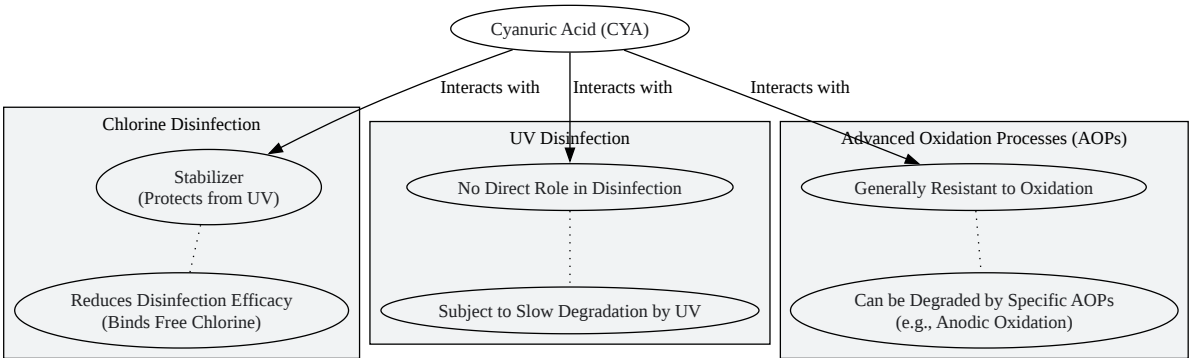 Cyanuric Acid (CYA)
Interacts with
Interacts with
Interacts with
Chlorine Disinfection
Stabilizer
(Protects from UV)
Reduces Disinfection Efficacy
(Binds Free Chlorine)
UV Disinfection
No Direct Role in Disinfection
Subject to Slow Degradation by UV
Advanced Oxidation Processes (AOPs)
Generally Resistant to Oxidation
Can be Degraded by Specific AOPs
(e.g., Anodic Oxidation)